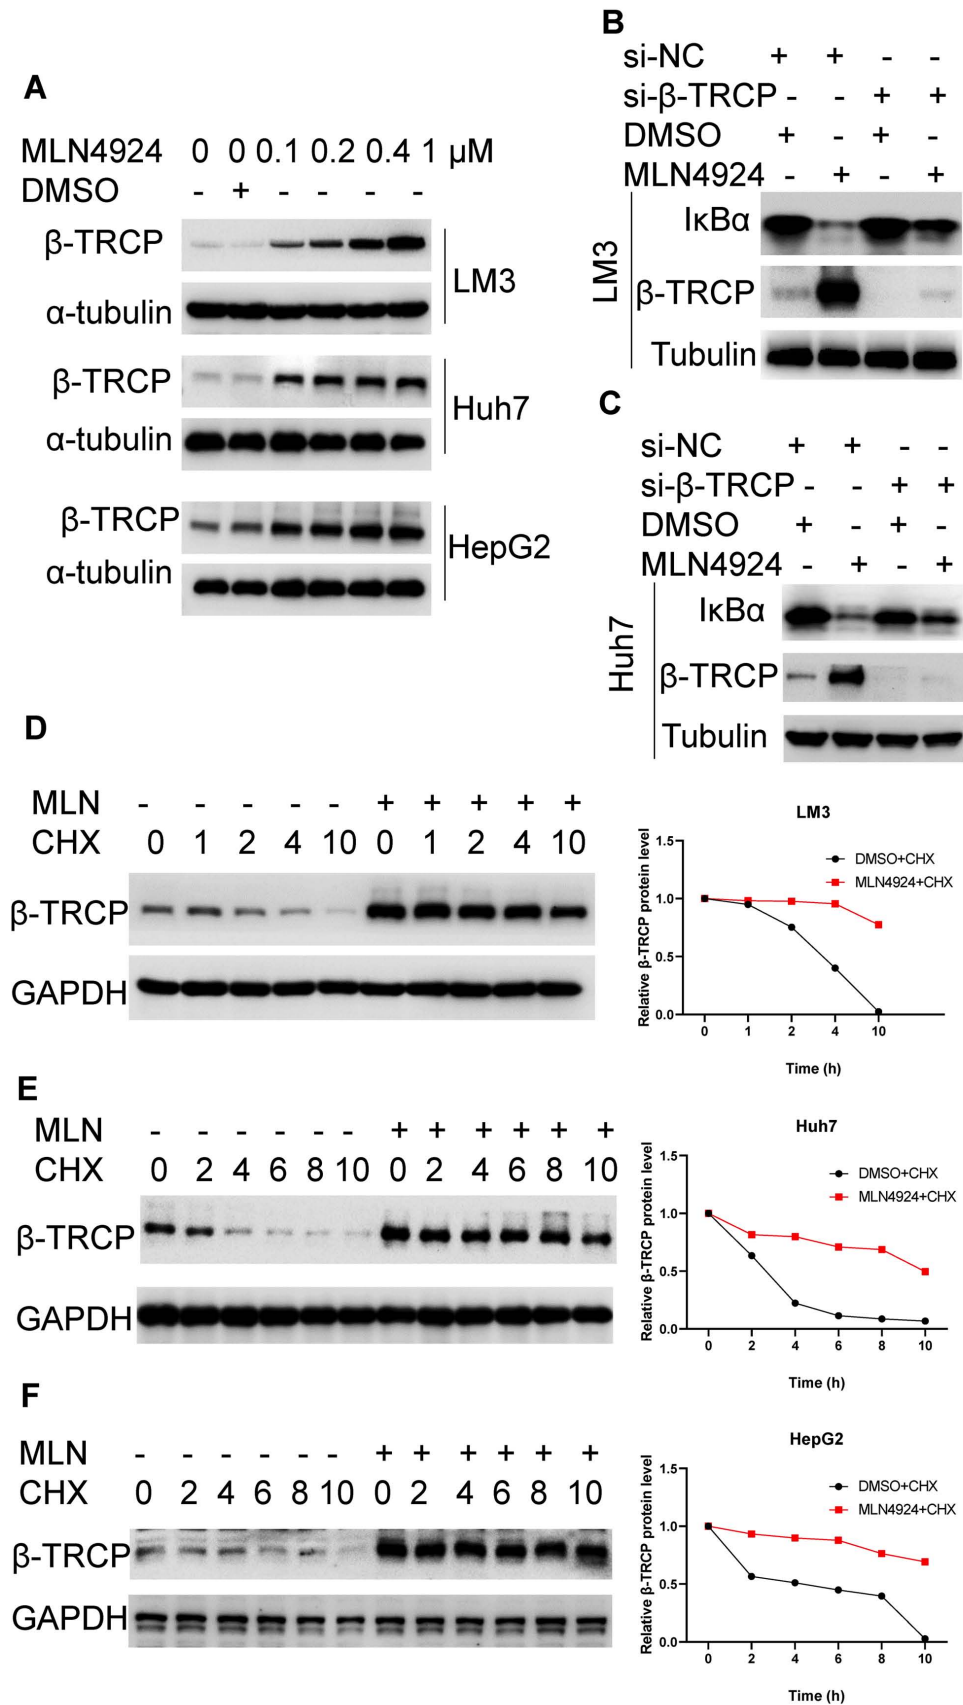 A
MLN4924 0 0 0.1 0.2 0.4 1 μM
DMSO - + - - - -
β-TRCP
α-tubulin
LM3
β-TRCP
α-tubulin
Huh7
β-TRCP
α-tubulin
HepG2
B
si-NC + + - -
si-β-TRCP - - + +
DMSO + - + -
MLN4924 - + - +
IκBα
β-TRCP
Tubulin
LM3
C
si-NC + + - -
si-β-TRCP - - + +
DMSO + - + -
MLN4924 - + - +
IκBα
β-TRCP
Tubulin
Huh7
D
MLN - - - - - + + + + +
CHX 0 1 2 4 10 0 1 2 4 10
β-TRCP
GAPDH
LM3
Relative β-TRCP protein level
1.5
1.0
0.5
0.0
DMSO+CHX
MLN4924+CHX
0 1 2 4 10
Time (h)
E
MLN - - - - - - + + + + + +
CHX 0 2 4 6 8 10 0 2 4 6 8 10
β-TRCP
GAPDH
Huh7
Relative β-TRCP protein level
1.5
1.0
0.5
0.0
DMSO+CHX
MLN4924+CHX
0 2 4 6 8 10
Time (h)
F
MLN - - - - - - + + + + + +
CHX 0 2 4 6 8 10 0 2 4 6 8 10
β-TRCP
GAPDH
HepG2
Relative β-TRCP protein level
1.5
1.0
0.5
0.0
DMSO+CHX
MLN4924+CHX
0 2 4 6 8 10
Time (h)